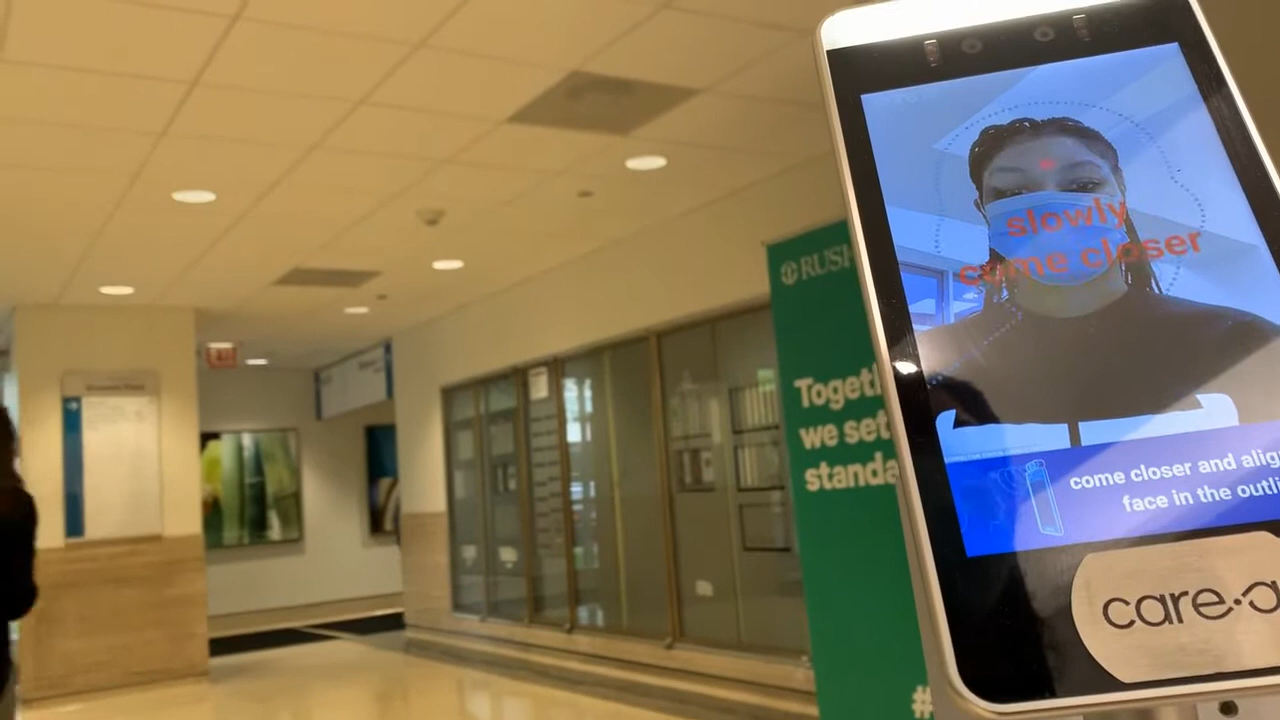 RUSH
Togeth
we set
standa
#
slowly
come closer
come closer and alig
face in the outli
care.a